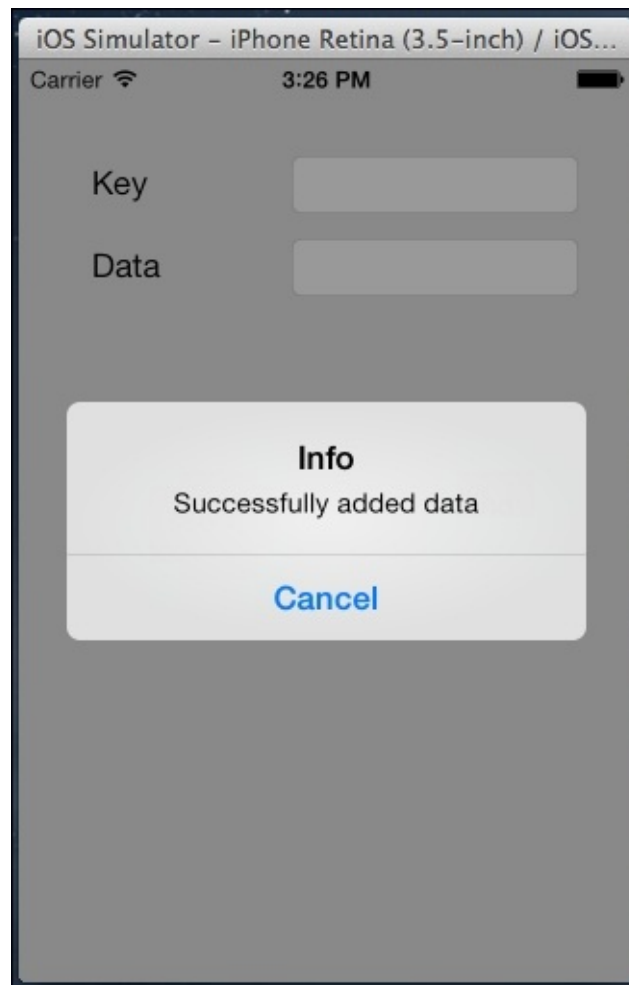 iOS Simulator – iPhone Retina (3.5-inch) / iOS...
Carrier 3:26 PM
Key
Data
Info
Successfully added data
Cancel